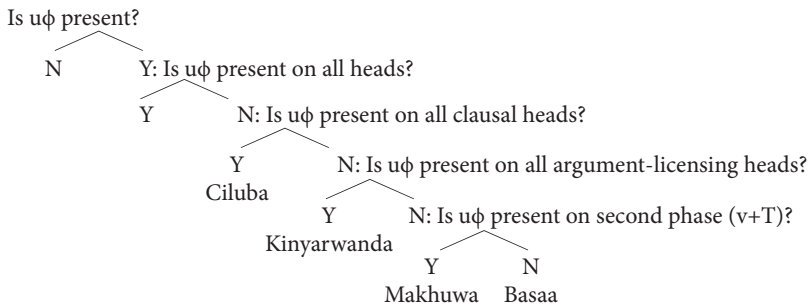 Is uϕ present?
N Y: Is uϕ present on all heads?
Y N: Is uϕ present on all clausal heads?
Y N: Is uϕ present on all argument-licensing heads?
Ciluba
Y N: Is uϕ present on second phase (v+T)?
Kinyarwanda
Y N
Makhuwa Basaa